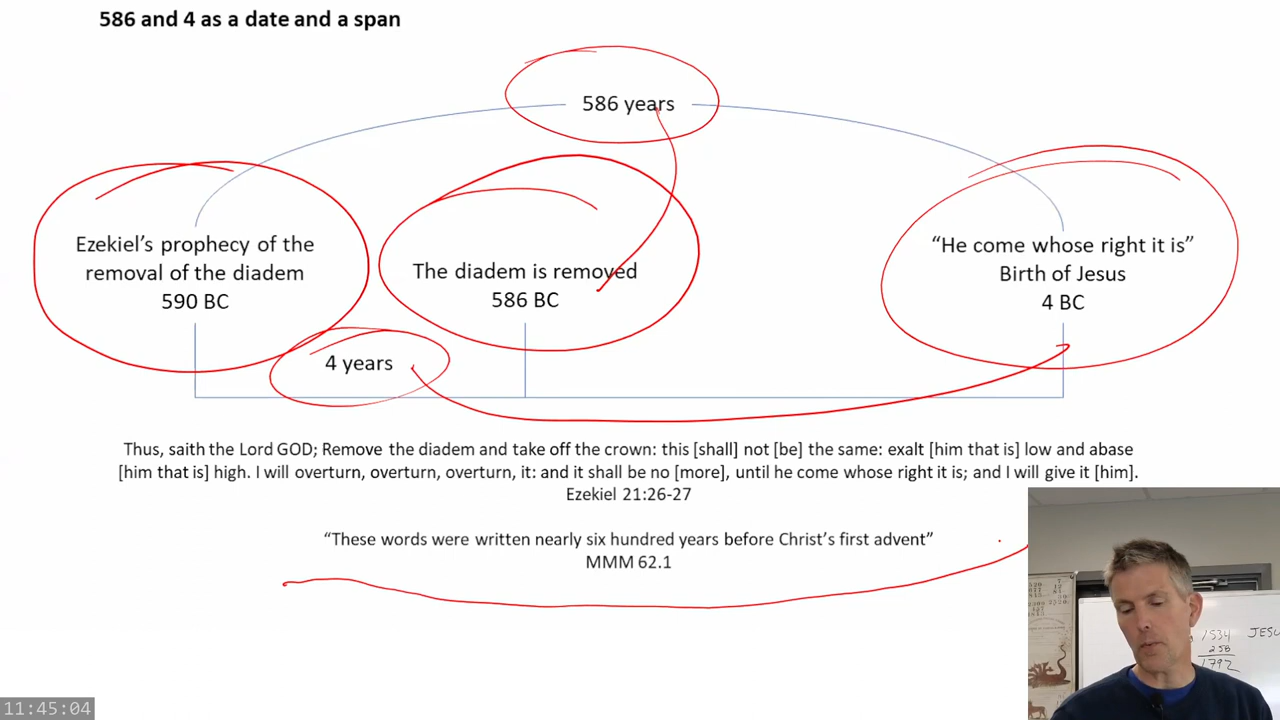 586 and 4 as a date and a span
586 years
Ezekiel’s prophecy of the
removal of the diadem
590 BC
The diadem is removed
586 BC
“He come whose right it is”
Birth of Jesus
4 BC
4 years
Thus, saith the Lord GOD; Remove the diadem and take off the crown: this [shall] not [be] the same: exalt [him that is] low and abase
[him that is] high. I will overturn, overturn, overturn, it: and it shall be no [more], until he come whose right it is; and I will give it [him].
Ezekiel 21:26-27
“These words were written nearly six hundred years before Christ’s first advent”
MMM 62.1
1534
258
1792
JESU
11:45:04